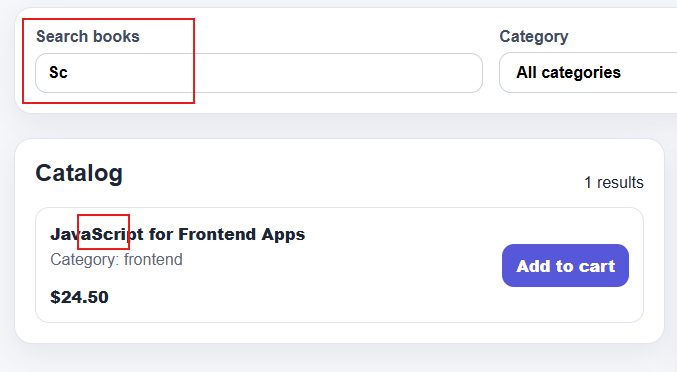 Search books
Category
Sc
All categories
Catalog
1 results
JavaScript for Frontend Apps
Category: frontend
Add to cart
$24.50